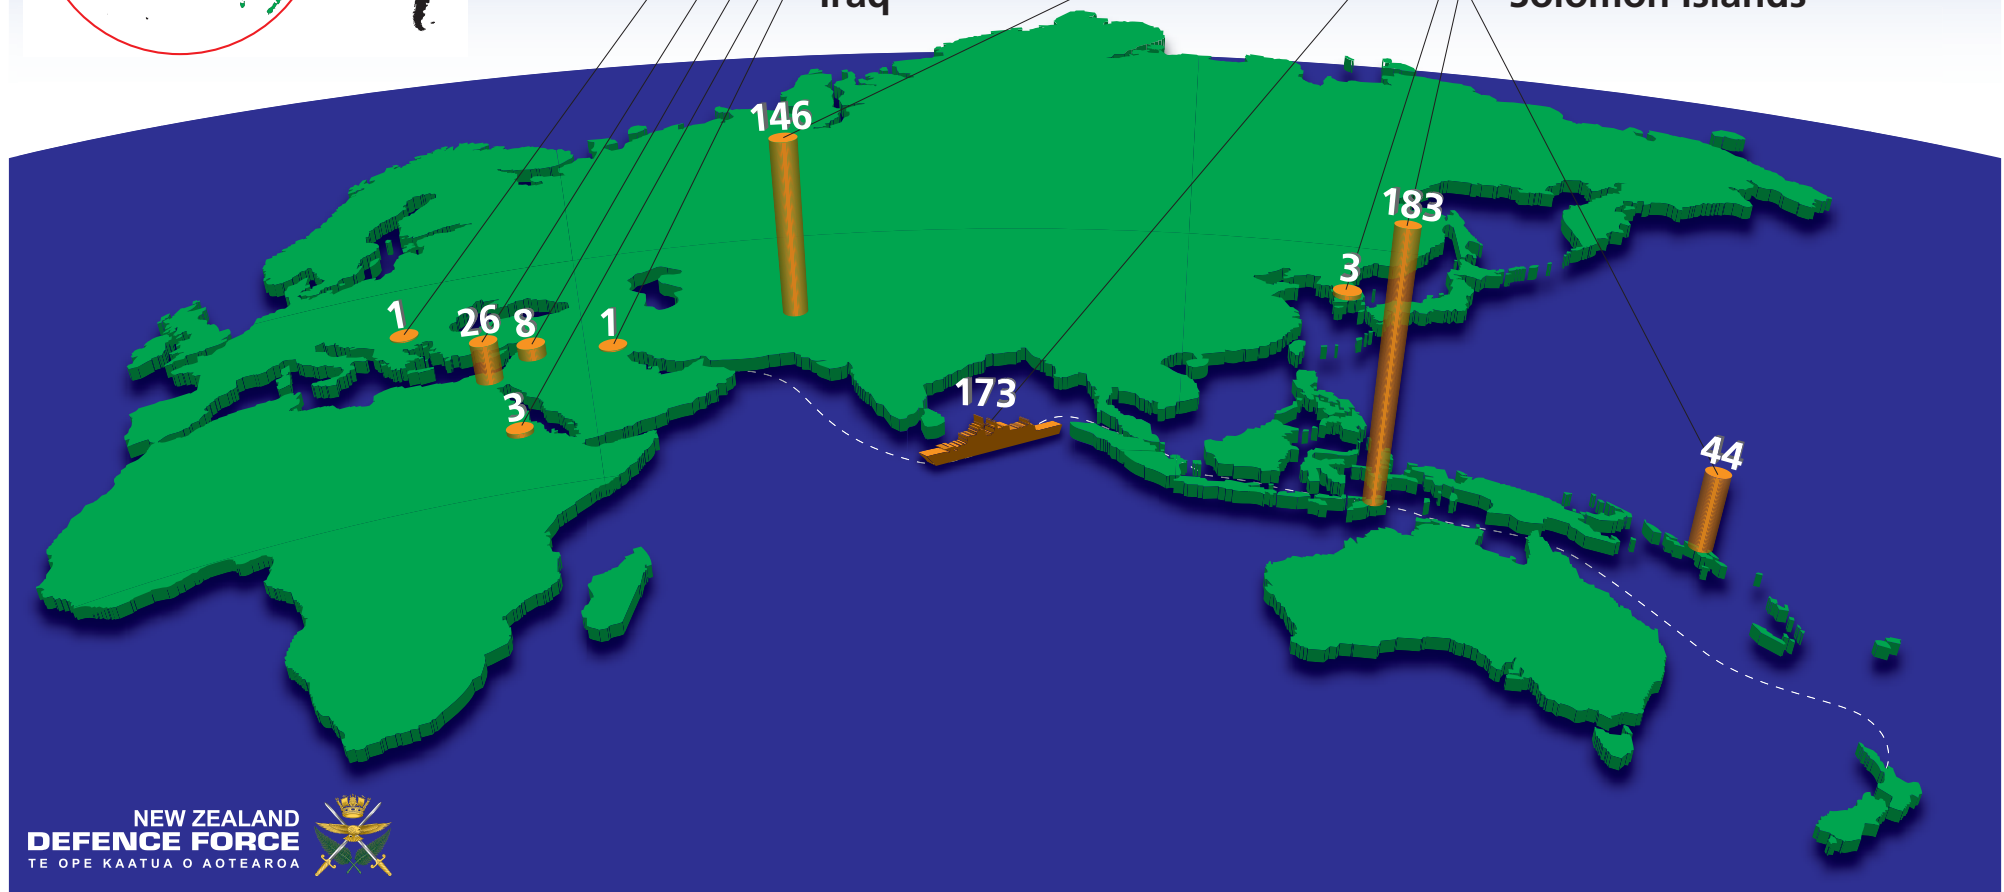 Iraq
Solomon Islands
146
183
3
1
26
8
1
3
173
44
NEW ZEALAND
DEFENCE FORCE
TE OPE KAATUA O AOTEAROA